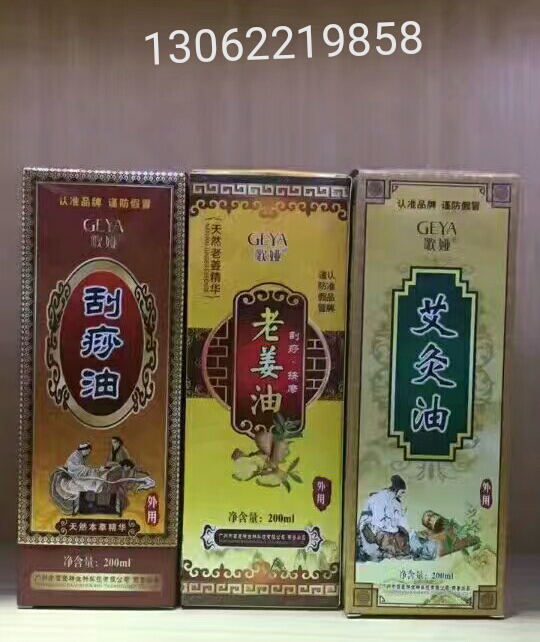 13062219858
认准品牌 谨防假冒
GEYA
歌娅
刮痧油
外用
天然本草精华
净含量：200ml
GEYA
歌娅
天然老姜精华
认准品牌
谨防假冒
老姜油
刮痧·按摩
外用
净含量：200ml
认准品牌 谨防假冒
GEYA
歌娅
艾灸油
外用
净含量：200ml